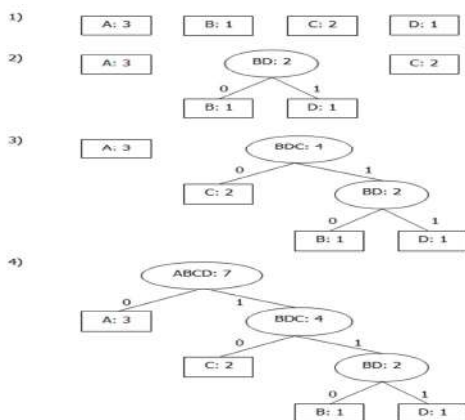 1) A: 3 B: 1 C: 2 D: 1
2) A: 3 BD: 2 C: 2
0 1
B: 1 D: 1
3) A: 3 BDC: 4
0 1
C: 2 BD: 2
0 1
B: 1 D: 1
4)
ABCD: 7
0 1
A: 3 BDC: 4
0 1
C: 2 BD: 2
0 1
B: 1 D: 1